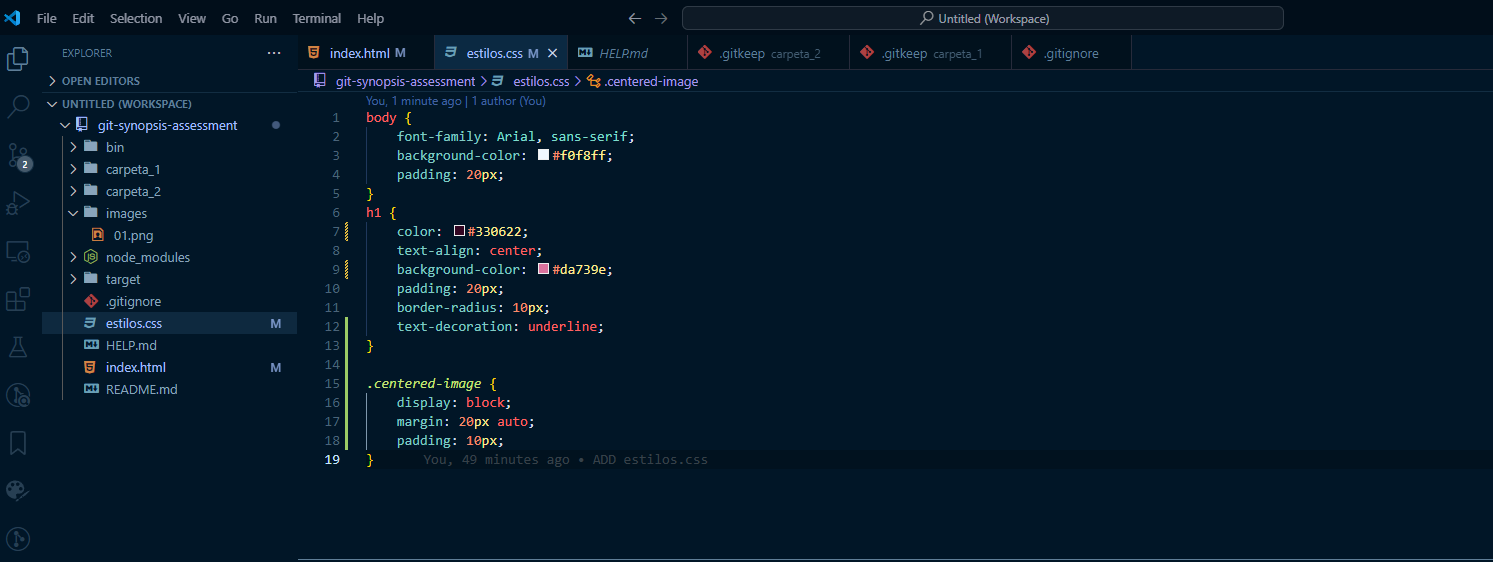 File Edit Selection View Go Run Terminal Help
Untitled (Workspace)
EXPLORER
OPEN EDITORS
UNTITLED (WORKSPACE)
git-synopsis-assessment
bin
carpeta_1
carpeta_2
images
01.png
node_modules
target
.gitignore
estilos.css M
HELP.md
index.html M
README.md
2
index.html M
estilos.css M
HELP.md
.gitkeep carpeta_2
.gitkeep carpeta_1
.gitignore
git-synopsis-assessment > estilos.css > .centered-image
You, 1 minute ago | 1 author (You)
1 body {
2 font-family: Arial, sans-serif;
3 background-color: #f0f8ff;
4 padding: 20px;
5 }
6 h1 {
7 color: #330622;
8 text-align: center;
9 background-color: #da739e;
10 padding: 20px;
11 border-radius: 10px;
12 text-decoration: underline;
13 }
14
15 .centered-image {
16 display: block;
17 margin: 20px auto;
18 padding: 10px;
19 } You, 49 minutes ago • ADD estilos.css